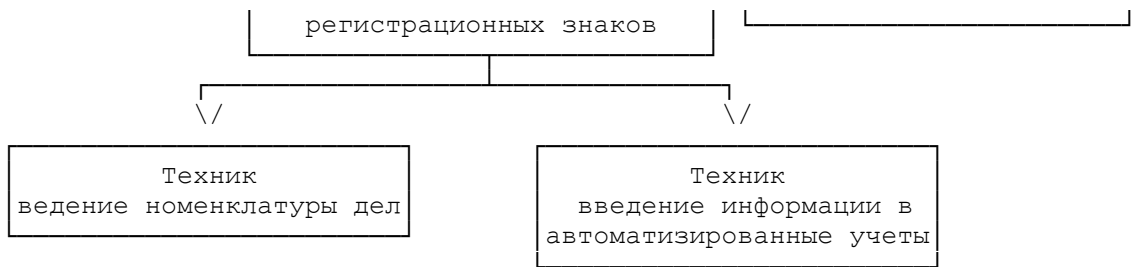 регистрационных знаков
\/ \/
Техник Техник
ведение номенклатуры дел введение информации в
автоматизированные учеты